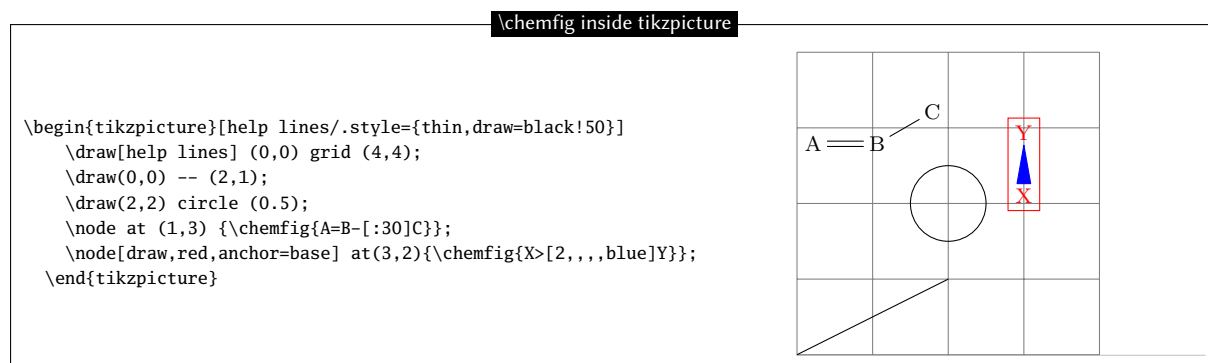 \chemfig inside tikzpicture
\begin{tikzpicture}[help lines/.style={thin,draw=black!50}]
\draw[help lines] (0,0) grid (4,4);
\draw(0,0) -- (2,1);
\draw(2,2) circle (0.5);
\node at (1,3) {\chemfig{A=B-[:30]C}};
\node[draw,red,anchor=base] at(3,2){\chemfig{X>[2,,,,blue]Y}};
\end{tikzpicture}
C
A B
Y
X